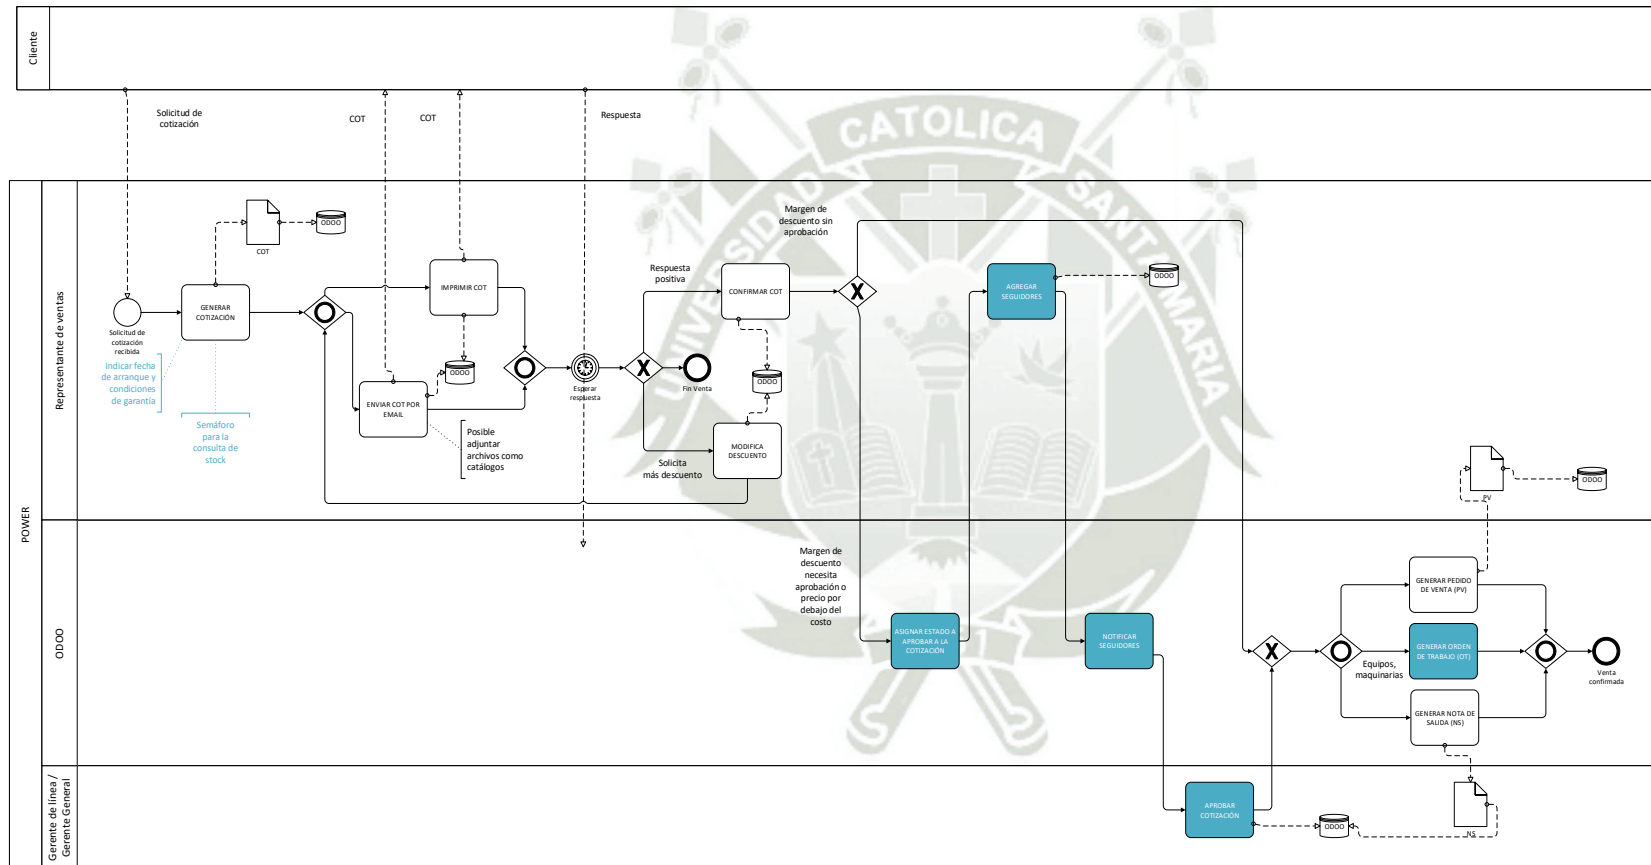 Cliente
Solicitud de
cotización
COT
COT
Respuesta
CATOLICA
UNIVERSIDAD
SANTA MARIA
POWER
Representante de ventas
COT
ODOO
Solicitud de
cotización
recibida
GENERAR
COTIZACIÓN
Indicar fecha
de arranque y
condiciones
de garantía
Semáforo
para la
consulta de
stock
IMPRIMIR COT
ODOO
ENVIAR COT POR
EMAIL
Posible
adjuntar
archivos como
catálogos
Esperar
respuesta
Respuesta
positiva
Fin Venta
Solicita
más descuento
CONFIRMAR COT
ODOO
MODIFICA
DESCUENTO
Margen de
descuento sin
aprobación
X
X
AGREGAR
SEGUIDORES
ODOO
PV
ODOO
ODOO
Margen de
descuento
necesita
aprobación o
precio por
debajo del
costo
ASIGNAR ESTADO A
APROBAR A LA
COTIZACIÓN
NOTIFICAR
SEGUIDORES
X
GENERAR PEDIDO
DE VENTA (PV)
GENERAR ORDEN
DE TRABAJO (OT)
Equipos,
maquinarias
GENERAR NOTA DE
SALIDA (NS)
Venta
confirmada
Gerente de línea /
Gerente General
APROBAR
COTIZACIÓN
ODOO
NS